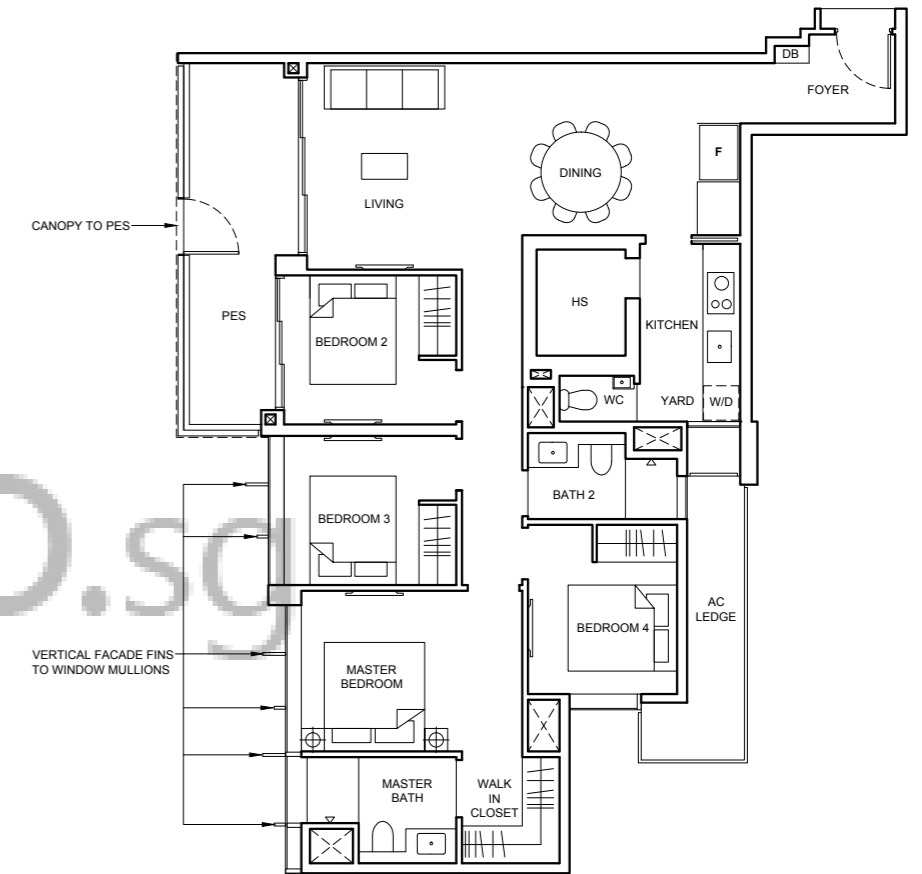 DB
FOYER
F
DINING
LIVING
CANOPY TO PES
PES
HS
BEDROOM 2
KITCHEN
WC
YARD
W/D
BATH 2
BEDROOM 3
D.sg
AC
LEDGE
BEDROOM 4
VERTICAL FACADE FINS
TO WINDOW MULLIONS
MASTER
BEDROOM
MASTER
BATH
WALK
IN
CLOSET